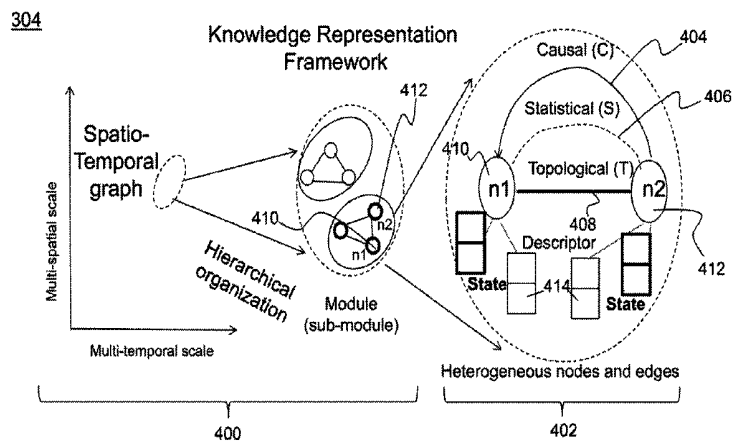 304
Knowledge Representation
Framework
Causal (C)
404
412
Statistical (S)
406
Spatio-
Temporal
graph
410
Topological (T)
n1
n2
410
408
n2
n1
Descriptor
412
State
414
State
Multi-spatial scale
Hierarchical
organization
Module
(sub-module)
Multi-temporal scale
Heterogeneous nodes and edges
400
402